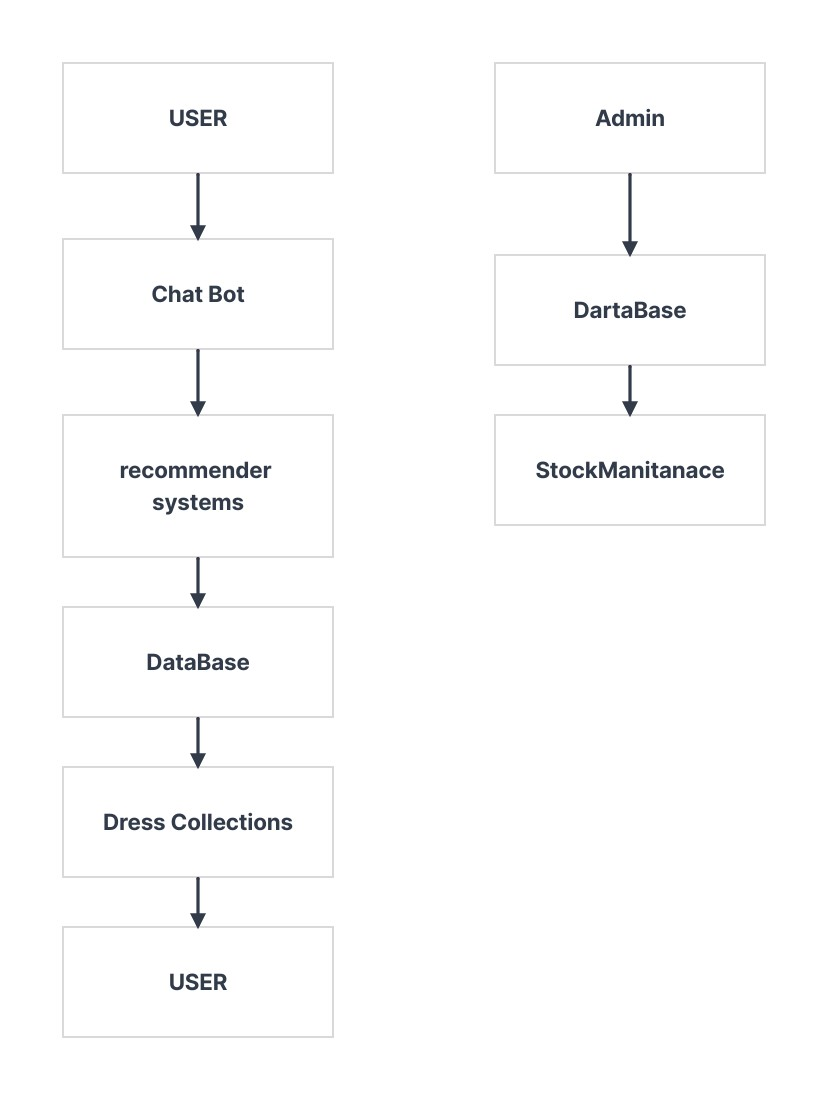 USER
Chat Bot
recommender
systems
DataBase
Dress Collections
USER
Admin
DartaBase
StockManitanace